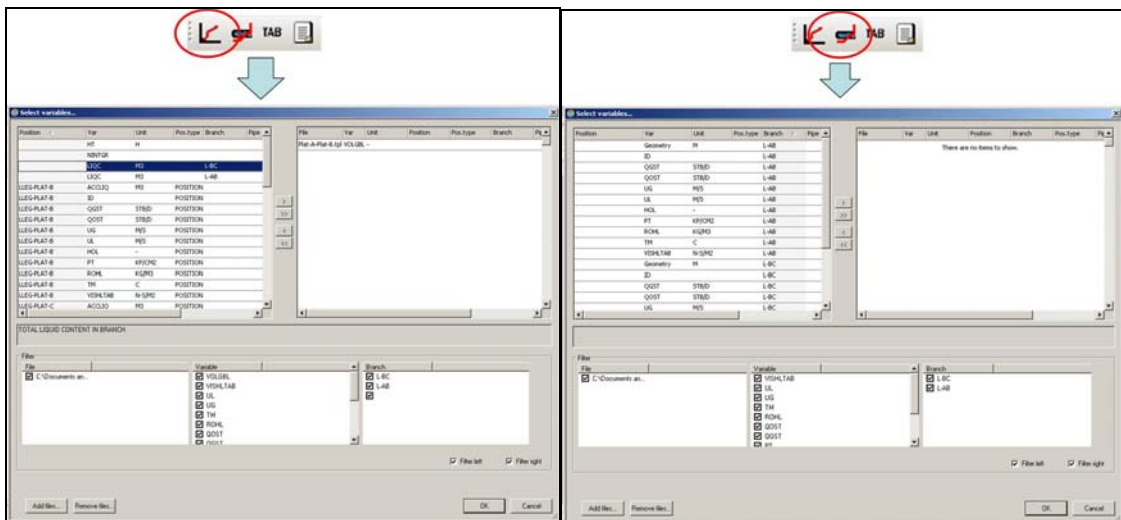 TAB
Select variables...
Position Var Unit Pos.type Branch Pipe
HT M
NINTGR
LIQC M3 L-BC
LIQC M3 L-AB
LLEG-PLAT-B ACCLIQ M3 POSITION
LLEG-PLAT-B ID POSITION
LLEG-PLAT-B QGST STB/D POSITION
LLEG-PLAT-B QOST STB/D POSITION
LLEG-PLAT-B UG M/S POSITION
LLEG-PLAT-B UL M/S POSITION
LLEG-PLAT-B HOL - POSITION
LLEG-PLAT-B PT KP/CM2 POSITION
LLEG-PLAT-B ROHL KG/M3 POSITION
LLEG-PLAT-B TM C POSITION
LLEG-PLAT-B VISHLTAB N-S/M2 POSITION
LLEG-PLAT-C ACCLIQ M3 POSITION
> 
>>
<
<<
File Var Unit Position Pos.type Branch
Plat-A-Plat-B.tpl VOLGBL -
TOTAL LIQUID CONTENT IN BRANCH
Filter
File Variable Branch
C:\Documents an...
VOLGBL
VISHLTAB
UL
UG
TM
ROHL
QOST
QGST
L-BC
L-AB
Filter left Filter right
Add files... Remove files... OK Cancel
TAB
Select variables...
Position Var Unit Pos.type Branch Pipe
Geometry M L-AB
ID L-AB
QGST STB/D L-AB
QOST STB/D L-AB
UG M/S L-AB
UL M/S L-AB
HOL - L-AB
PT KP/CM2 L-AB
ROHL KG/M3 L-AB
TM C L-AB
VISHLTAB N-S/M2 L-AB
Geometry M L-BC
ID L-BC
QGST STB/D L-BC
QOST STB/D L-BC
UG M/S L-BC
>
>>
<
<<
File Var Unit Position Branch Pos.type
There are no items to show.
Filter
File Variable Branch
C:\Documents an...
VISHLTAB
UL
UG
TM
ROHL
QOST
QGST
PT
L-BC
L-AB
Filter left Filter right
Add files... Remove files... OK Cancel